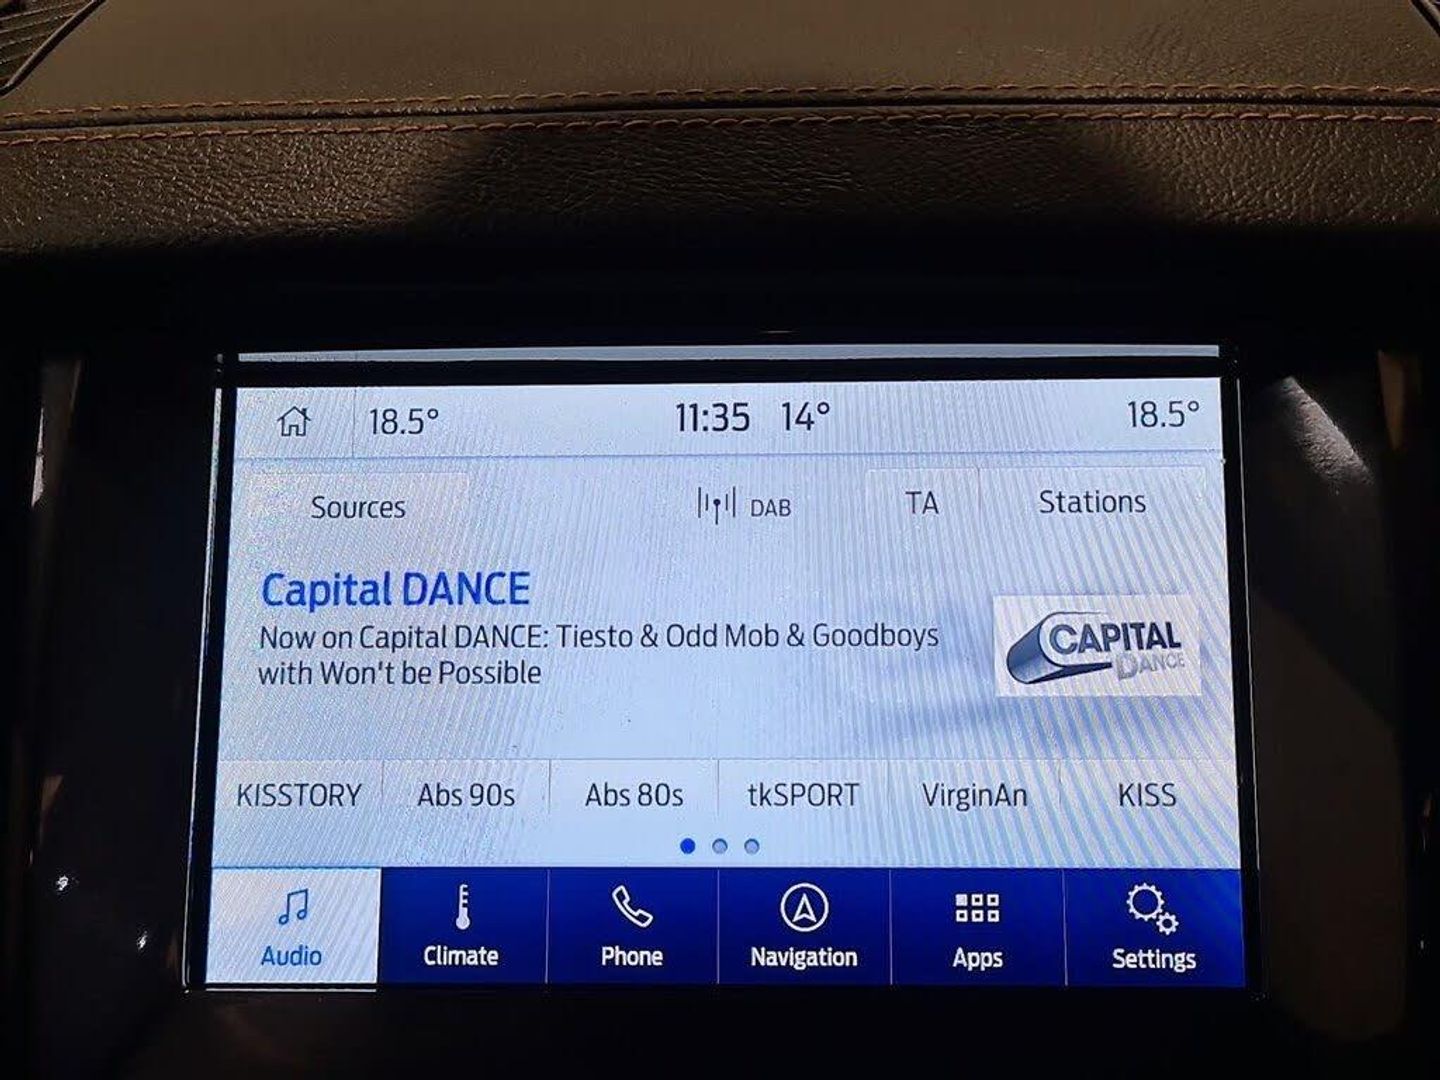 18.5° 11:35 14° 18.5°
Sources DAB TA Stations
Capital DANCE
Now on Capital DANCE: Tiesto & Odd Mob & Goodboys
with Won't be Possible
CAPITAL
DANCE
KISSTORY Abs 90s Abs 80s tkSPORT VirginAn KISS
Audio Climate Phone Navigation Apps Settings